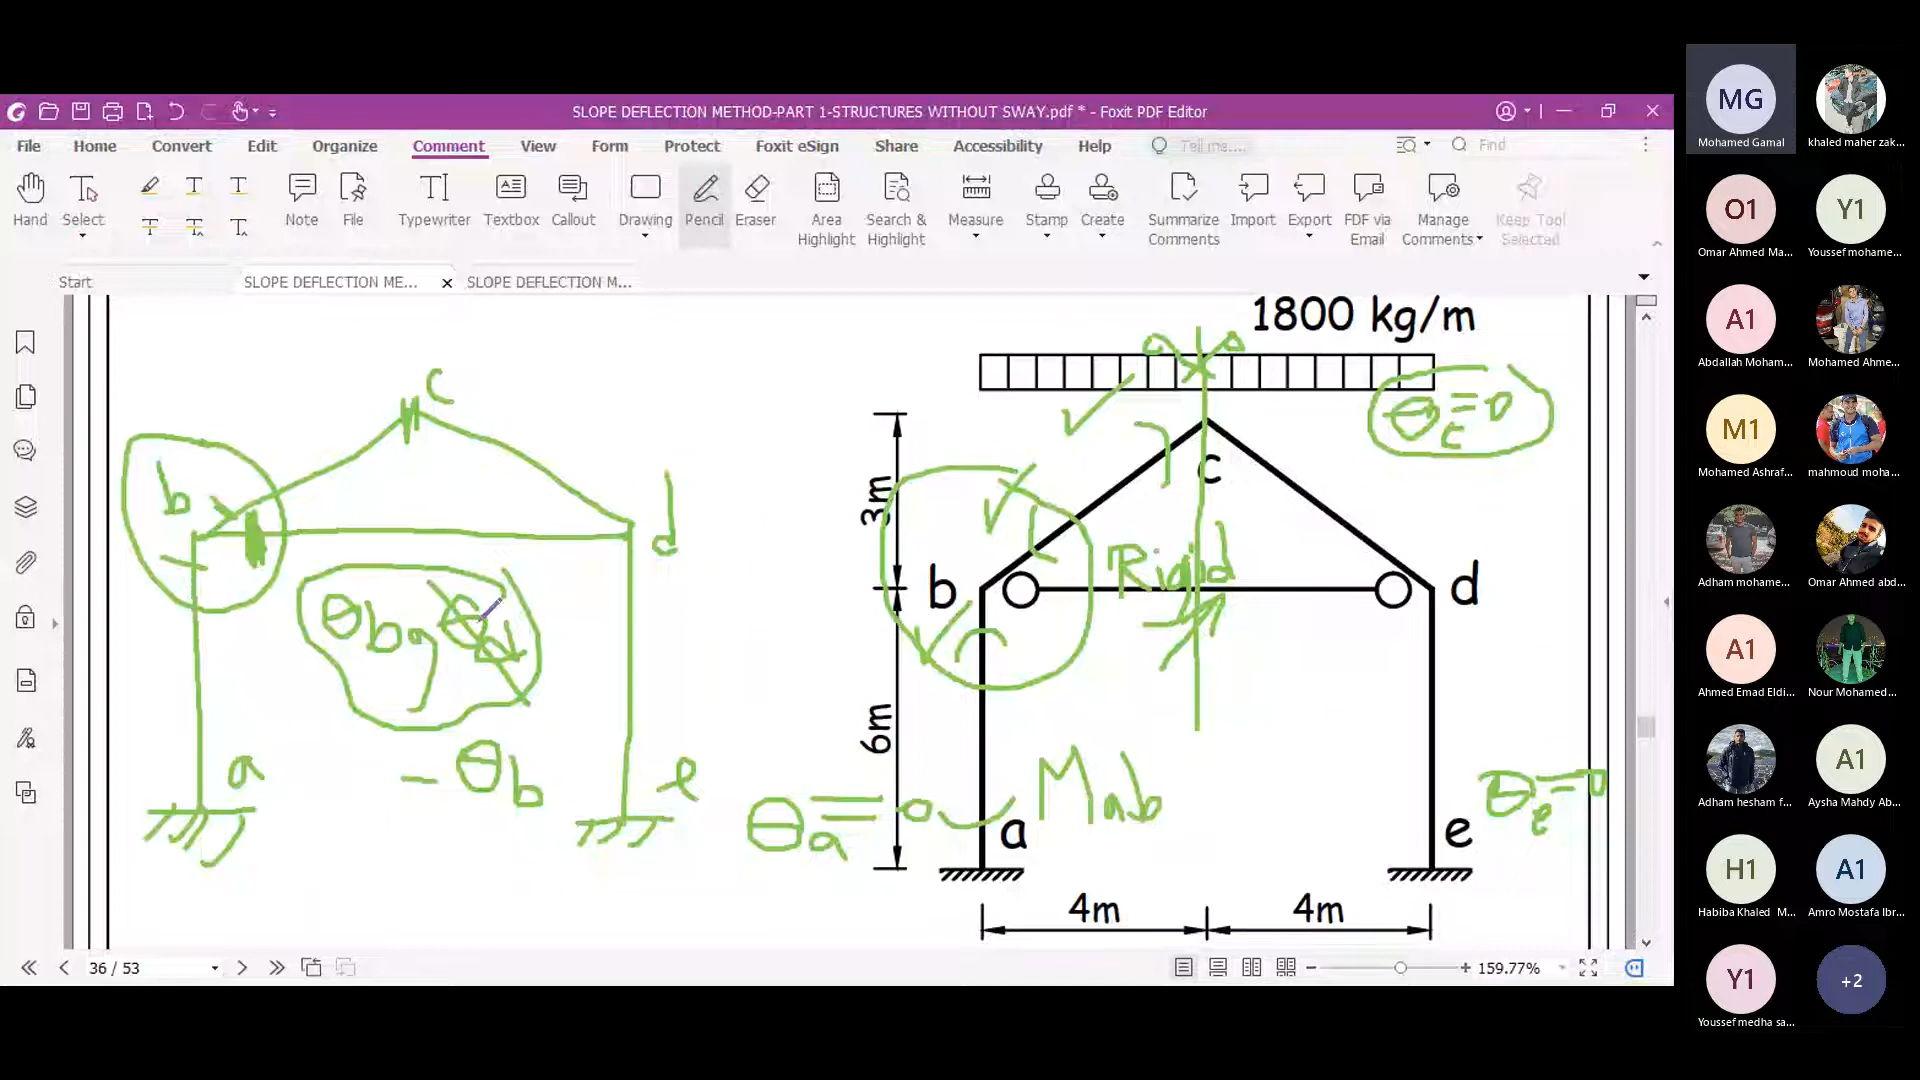 SLOPE DEFLECTION METHOD-PART 1-STRUCTURES WITHOUT SWAY.pdf * - Foxit PDF Editor
File Home Convert Edit Organize Comment View Form Protect Foxit eSign Share Accessibility Help Tell me.... Find
Hand Select Note File Typewriter Textbox Callout Drawing Pencil Eraser Area Highlight Search & Highlight Measure Stamp Create Summarize Comments Import Export PDF via Email Manage Comments Keep Tool Selected
Start SLOPE DEFLECTION ME... SLOPE DEFLECTION M...
1800 kg/m
c
θc=0
b
d
3m
c
Rigid
b
d
θb, θd
6m
a
- θb
e
θa=0
Mab
a
e
θe=0
4m 4m
36 / 53
159.77%
MG
Mohamed Gamal
khaled maher zak...
O1
Omar Ahmed Ma...
Y1
Youssef mohame...
A1
Abdallah Moham...
Mohamed Ahme...
M1
Mohamed Ashraf...
mahmoud moha...
Adham mohame...
Omar Ahmed abd...
A1
Ahmed Emad Eldi...
Nour Mohamed...
Adham hesham f...
A1
Aysha Mahdy Ab...
H1
Habiba Khaled M...
A1
Amro Mostafa Ibr...
Y1
Youssef medha sa...
+2